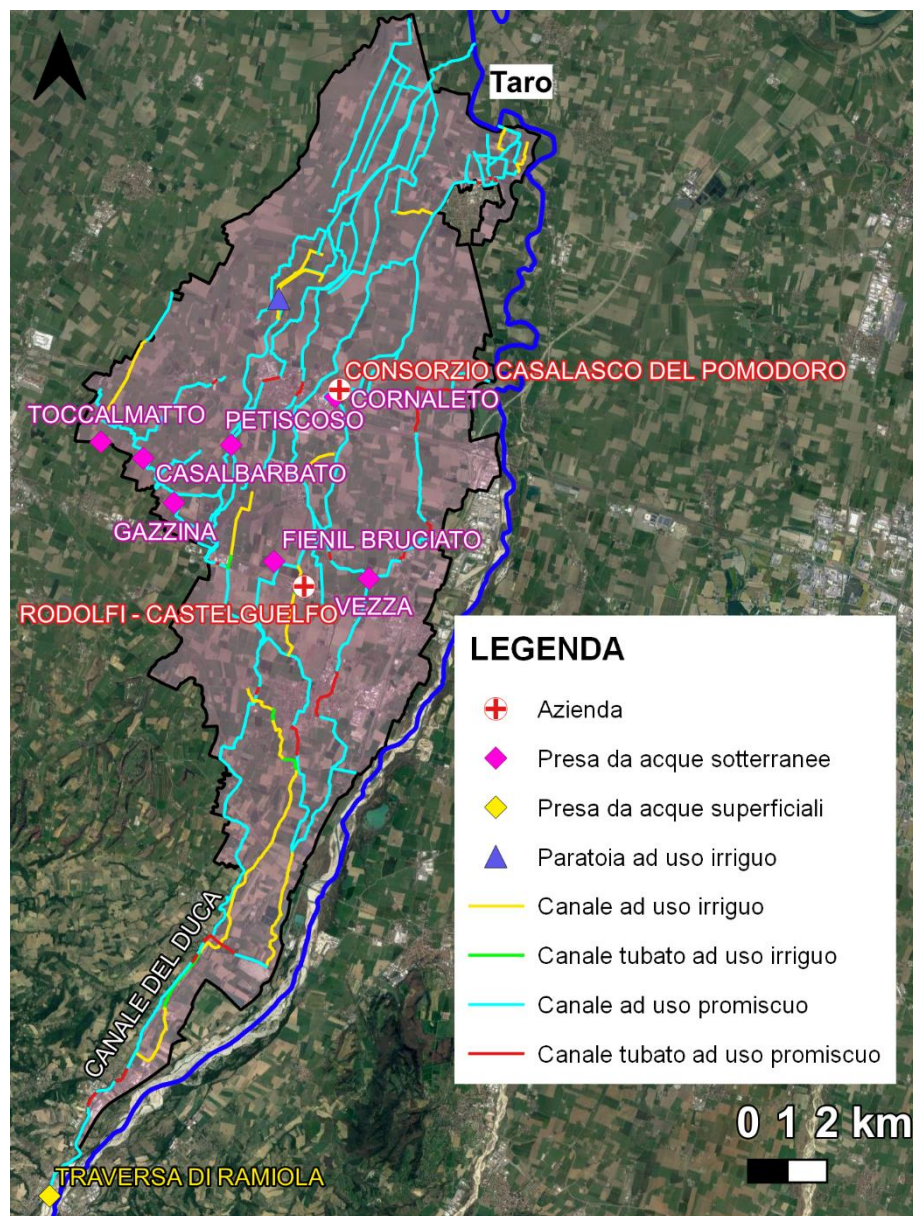 Taro
CONSORZIO CASALASCO DEL POMODORO
CORNALETO
TOCCALMATTO
PETISCOSO
CASALBARBATO
GAZZINA
FIENIL BRUCIATO
RODOLFI - CASTELGUELFO
VEZZA
LEGENDA
Azienda
Presa da acque sotterranee
Presa da acque superficiali
Paratoia ad uso irriguo
Canale ad uso irriguo
Canale tubato ad uso irriguo
Canale ad uso promiscuo
Canale tubato ad uso promiscuo
CANALE DEL DUCA
0 1 2 km
TRAVERSA DI RAMIOLA